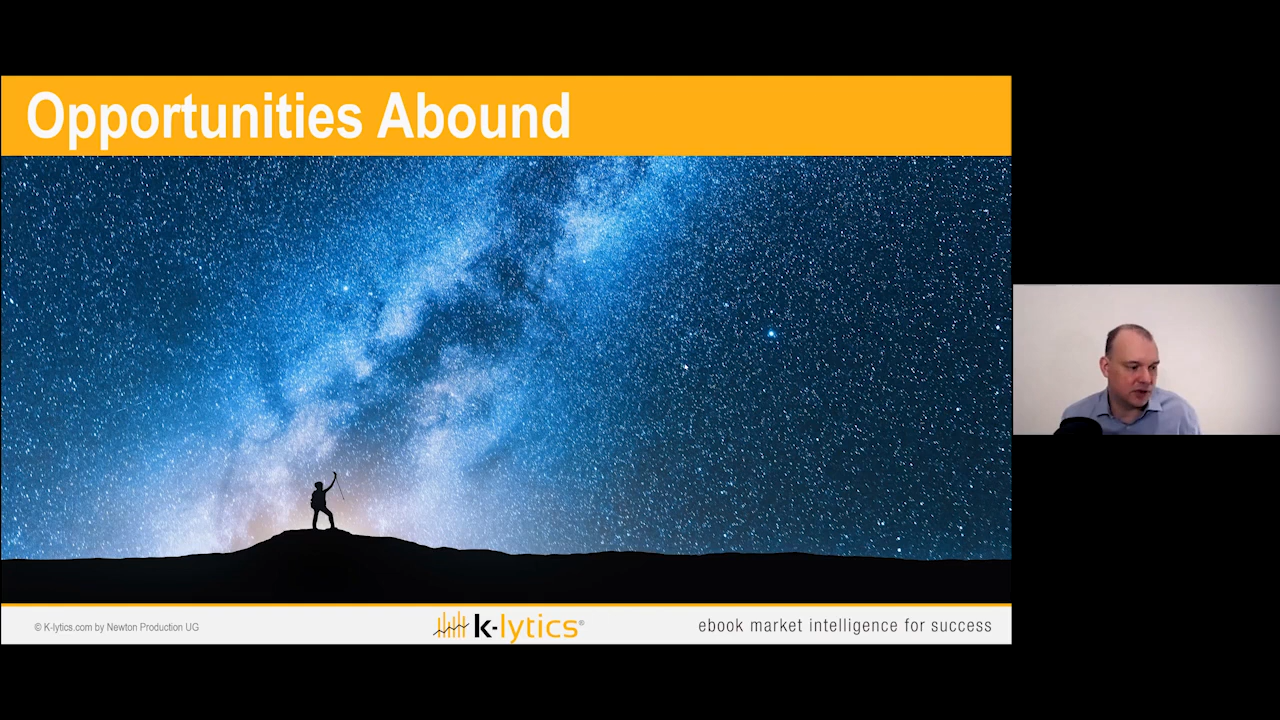 Opportunities Abound
© K-lytics.com by Newton Production UG
k-lytics®
ebook market intelligence for success